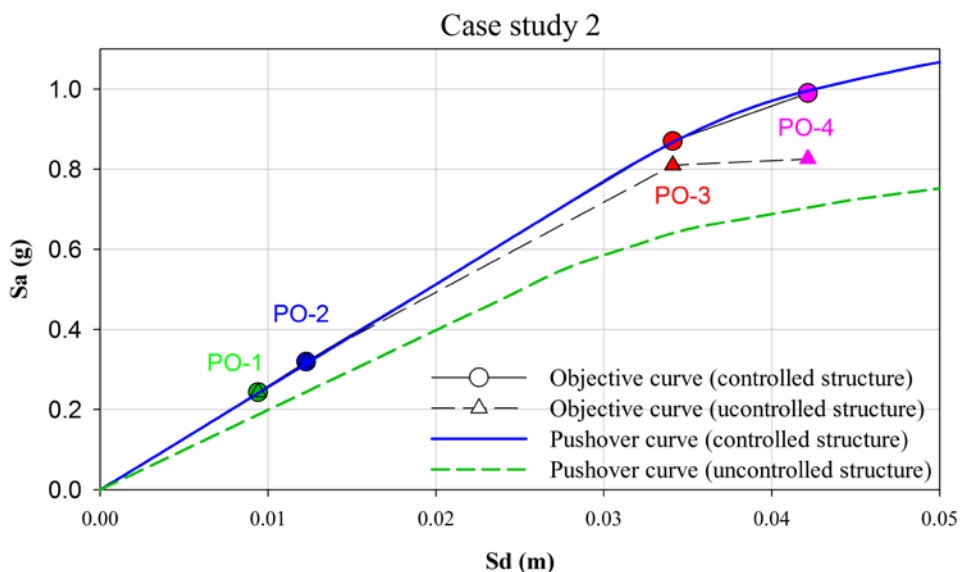 Case study 2
Sa (g)
1.0
0.8
0.6
0.4
0.2
0.0
PO-1
PO-2
PO-3
PO-4
Objective curve (controlled structure)
Objective curve (ucontrolled structure)
Pushover curve (controlled structure)
Pushover curve (uncontrolled structure)
0.00
0.01
0.02
0.03
0.04
0.05
Sd (m)